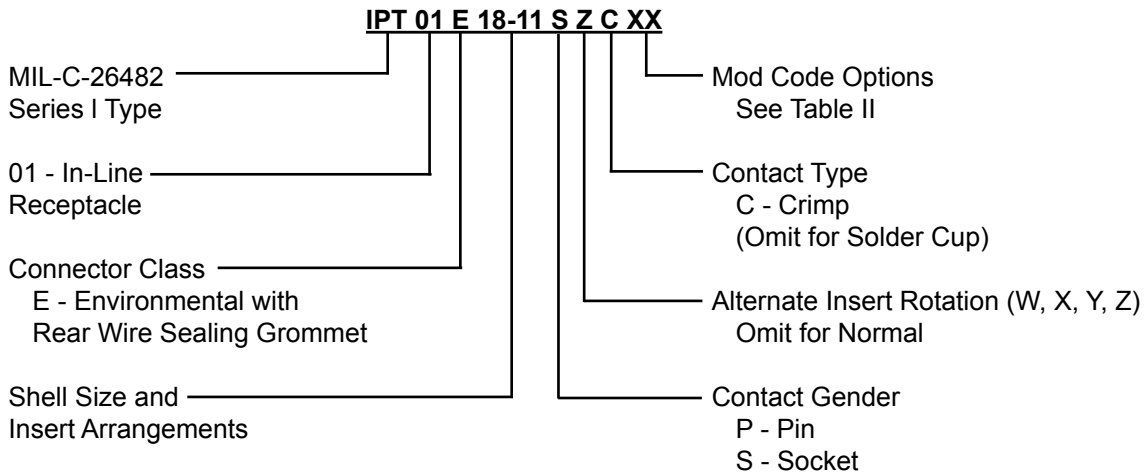 IPT 01 E 18-11 S Z C XX
MIL-C-26482
Series I Type
01 - In-Line
Receptacle
Connector Class
E - Environmental with
Rear Wire Sealing Grommet
Shell Size and
Insert Arrangements
Mod Code Options
See Table II
Contact Type
C - Crimp
(Omit for Solder Cup)
Alternate Insert Rotation (W, X, Y, Z)
Omit for Normal
Contact Gender
P - Pin
S - Socket